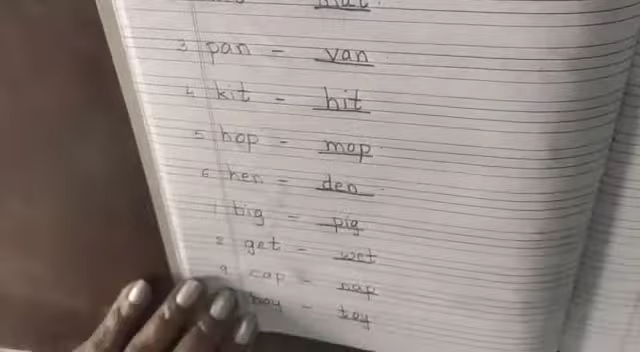 mat
3 pan - van
4 kit - hit
5 hop - mop
6 hen = den
7 big = pig
8 get - wet
9 cap - nap
- toy